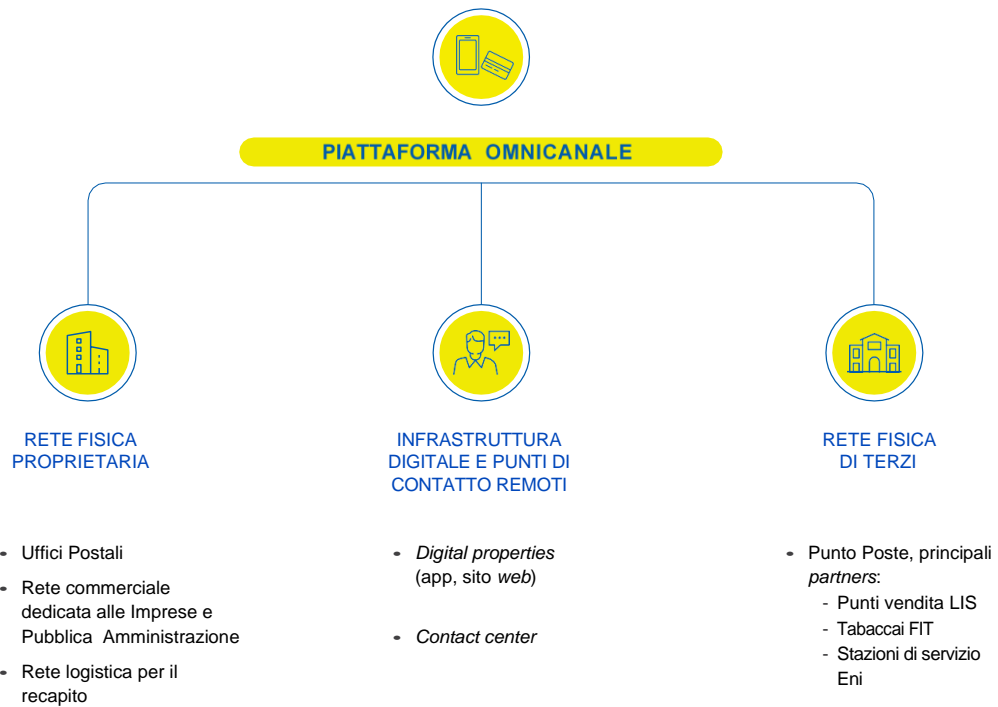 PIATTAFORMA OMNICANALE
RETE FISICA
PROPRIETARIA
• Uffici Postali
• Rete commerciale
dedicata alle Imprese e
Pubblica Amministrazione
• Rete logistica per il
recapito
INFRASTRUTTURA
DIGITALE E PUNTI DI
CONTATTO REMOTI
• Digital properties
(app, sito web)
• Contact center
RETE FISICA
DI TERZI
• Punto Poste, principali
partners:
- Punti vendita LIS
- Tabaccai FIT
- Stazioni di servizio
Eni